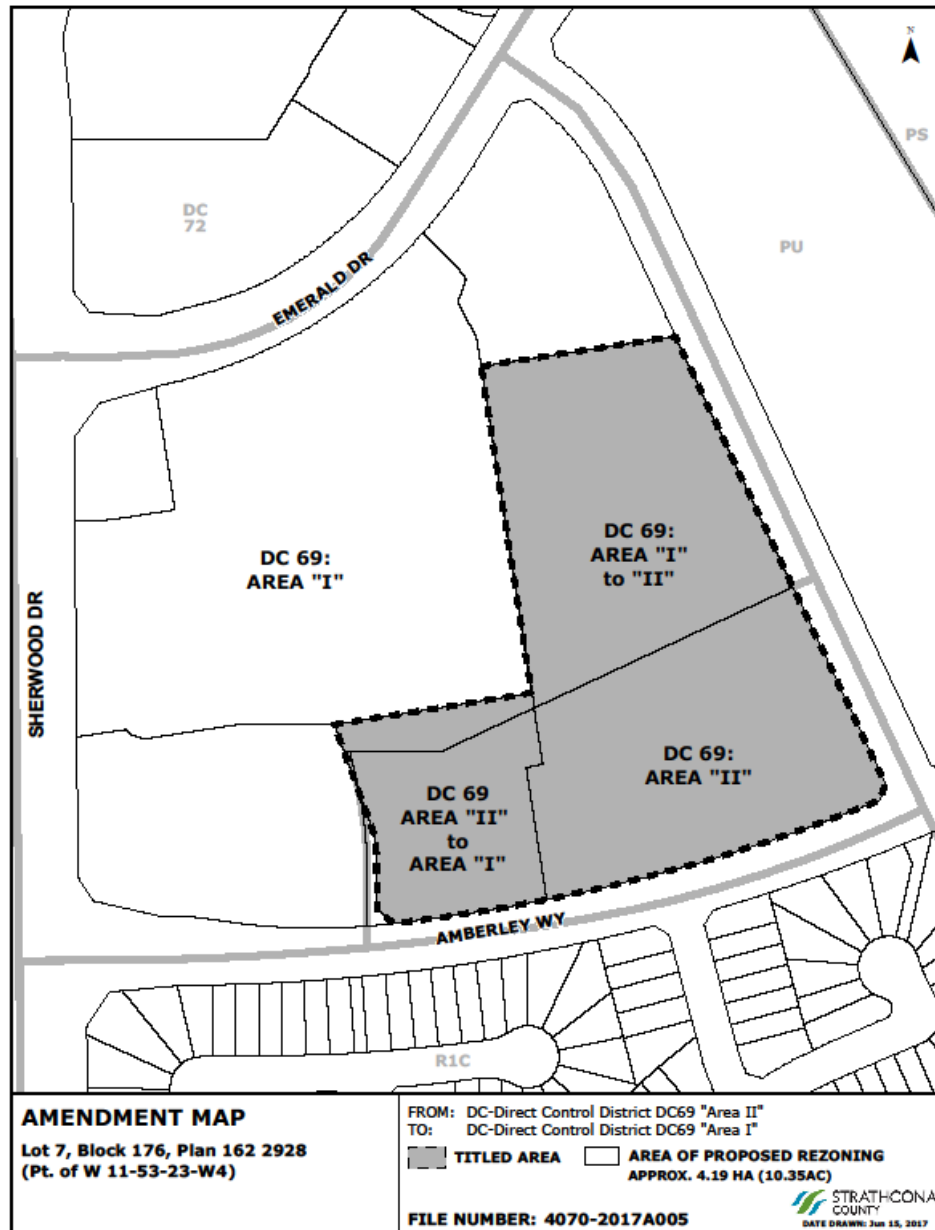 N
PS
DC
72
PU
EMERALD DR
DC 69:
AREA "I"
to "II"
DC 69:
AREA "I"
SHERWOOD DR
DC 69:
AREA "II"
DC 69
AREA "II"
to
AREA "I"
AMBERLEY WY
R1C
AMENDMENT MAP
Lot 7, Block 176, Plan 162 2928
(Pt. of W 11-53-23-W4)
FROM: DC-Direct Control District DC69 "Area II"
TO: DC-Direct Control District DC69 "Area I"
TITLED AREA
AREA OF PROPOSED REZONING
APPROX. 4.19 HA (10.35AC)
FILE NUMBER: 4070-2017A005
STRATHCONA
COUNTY
DATE DRAWN: Jun 15, 2017